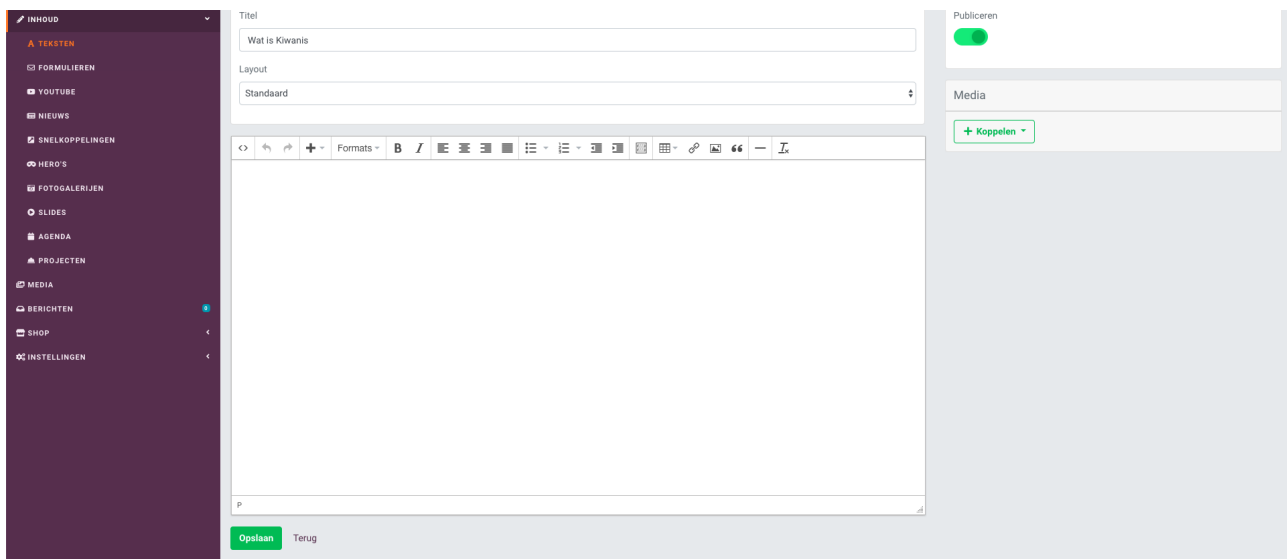 INHOUD
TEKSTEN
FORMULIEREN
YOUTUBE
NIEUWS
SNELKOPPELINGEN
HERO'S
FOTOGALERIJEN
SLIDES
AGENDA
PROJECTEN
MEDIA
BERICHTEN 0
SHOP
INSTELLINGEN
Titel
Wat is Kiwanis
Layout
Standaard
Formats
P
Opslaan Terug
Publiceren
Media
+ Koppelen